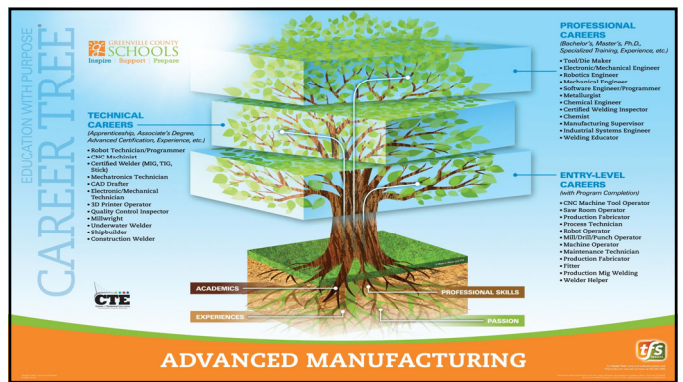 EDUCATION WITH PURPOSE
CAREER TREE®
GREENVILLE COUNTY
SCHOOLS
Inspire : Support : Prepare
PROFESSIONAL
CAREERS
(Bachelor's, Master's, Ph.D.,
Specialized Training, Experience, etc.)
• Tool/Die Maker
• Electronic/Mechanical Engineer
• Robotics Engineer
• Mechanical Engineer
• Software Engineer/Programmer
• Metallurgist
• Chemical Engineer
• Certified Welding Inspector
• Chemist
• Manufacturing Supervisor
• Industrial Systems Engineer
• Welding Educator
TECHNICAL
CAREERS
(Apprenticeship, Associate's Degree,
Advanced Certification, Experience, etc.)
• Robot Technician/Programmer
• CNC Machinist
• Certified Welder (MIG, TIG,
Stick)
• Mechatronics Technician
• CAD Drafter
• Electronic/Mechanical
Technician
• 3D Printer Operator
• Quality Control Inspector
• Millwright
• Underwater Welder
• Shipbuilder
• Construction Welder
ENTRY-LEVEL
CAREERS
(with Program Completion)
• CNC Machine Tool Operator
• Saw Room Operator
• Production Fabricator
• Process Technician
• Robot Operator
• Mill/Drill/Punch Operator
• Machine Operator
• Maintenance Technician
• Production Fabricator
• Fitter
• Production Mig Welding
• Welder Helper
ACADEMICS
PROFESSIONAL SKILLS
EXPERIENCES
PASSION
CTE
ADVANCED MANUFACTURING
tfs